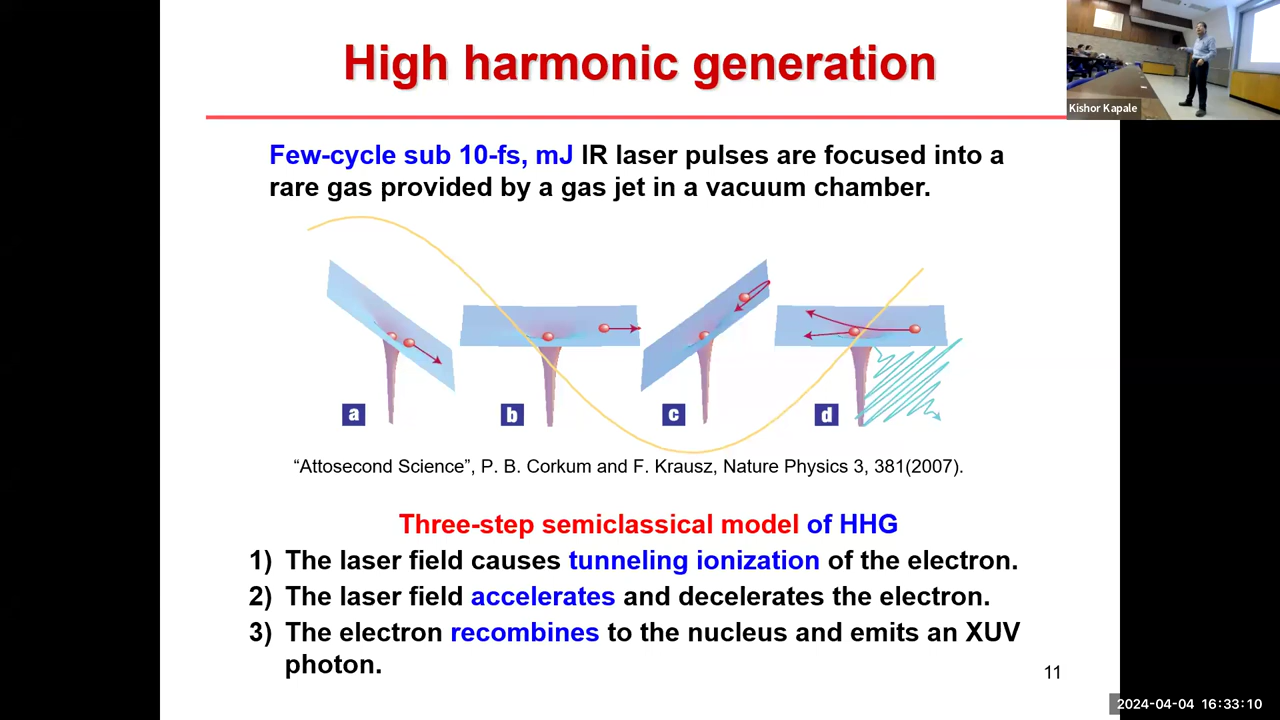 High harmonic generation
Kishor Kapale
Few-cycle sub 10-fs, mJ IR laser pulses are focused into a
rare gas provided by a gas jet in a vacuum chamber.
a b c d
“Attosecond Science”, P. B. Corkum and F. Krausz, Nature Physics 3, 381(2007).
Three-step semiclassical model of HHG
1) The laser field causes tunneling ionization of the electron.
2) The laser field accelerates and decelerates the electron.
3) The electron recombines to the nucleus and emits an XUV
photon.
11
2024-04-04 16:33:10